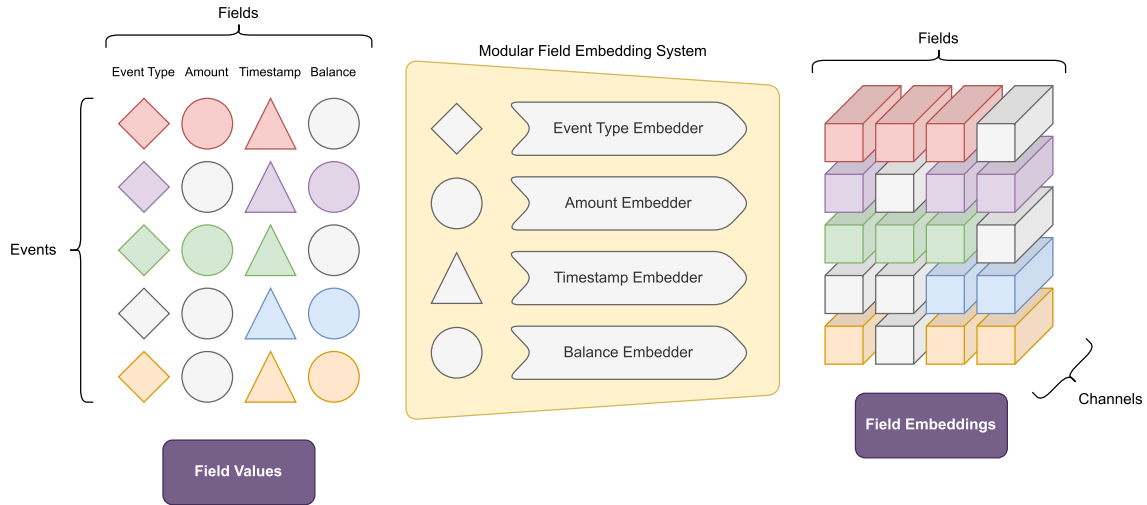 Fields
Event Type Amount Timestamp Balance
Events
Field Values
Modular Field Embedding System
Event Type Embedder
Amount Embedder
Timestamp Embedder
Balance Embedder
Fields
Channels
Field Embeddings